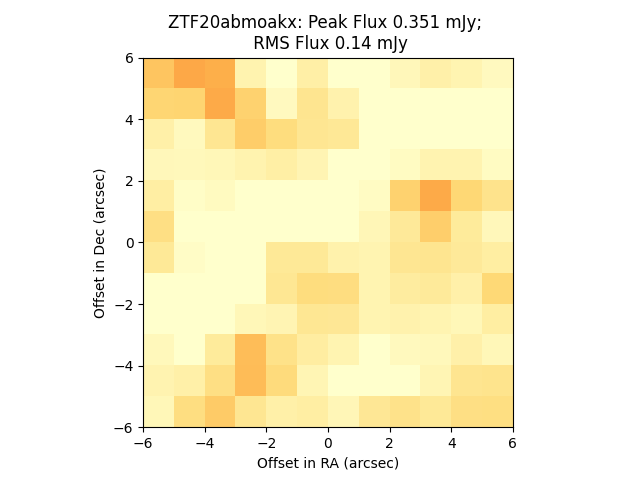 ZTF20abmoakx: Peak Flux 0.351 mJy;
RMS Flux 0.14 mJy
6
4
2
0
−2
−4
−6
Offset in Dec (arcsec)
−6 −4 −2 0 2 4 6
Offset in RA (arcsec)